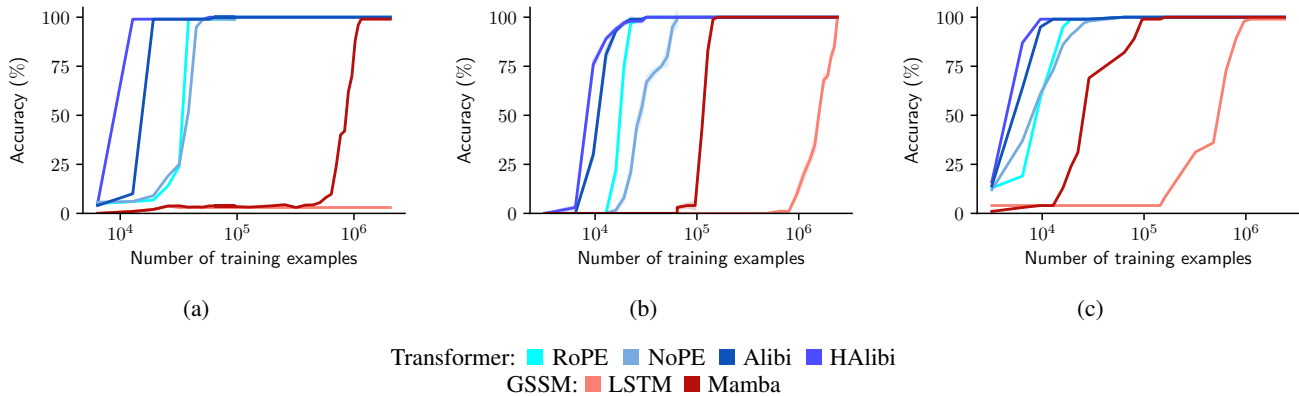 100
75
50
25
0
Accuracy (%)
10^4
10^5
10^6
Number of training examples
(a)
100
75
50
25
0
Accuracy (%)
10^4
10^5
10^6
Number of training examples
(b)
100
75
50
25
0
Accuracy (%)
10^4
10^5
10^6
Number of training examples
(c)
Transformer: RoPE NoPE Alibi HAlibi
GSSM: LSTM Mamba